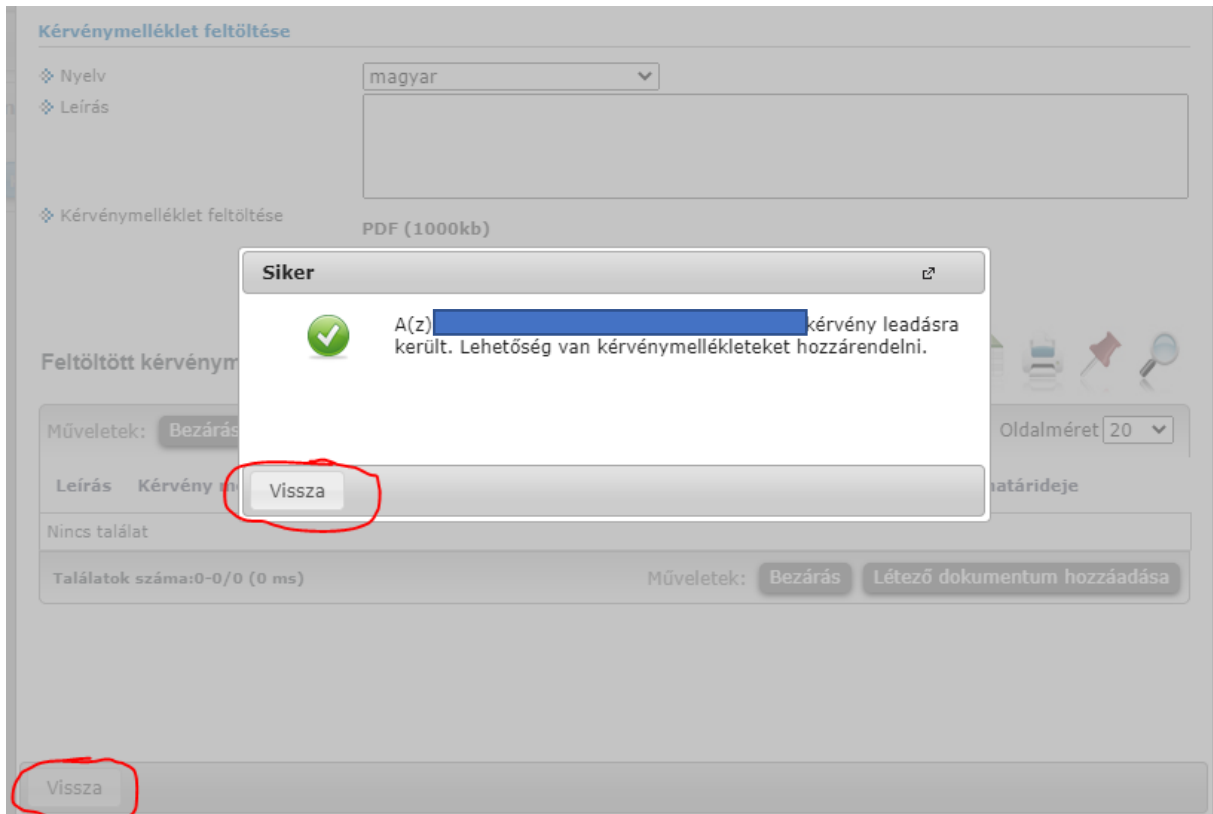 Kérvénymelléklet feltöltése
Nyelv
magyar
Leírás
Kérvénymelléklet feltöltése
PDF (1000kb)
Siker
A(z) kérvény leadásra
került. Lehetőség van kérvénymellékleteket hozzárendelni.
Feltöltött
Műveletek: Bezárás Oldalméret 20
Leírás Kérvény határideje
Vissza
Nincs találat
Találatok száma:0-0/0 (0 ms) Műveletek: Bezárás Létező dokumentum hozzáadása
Vissza